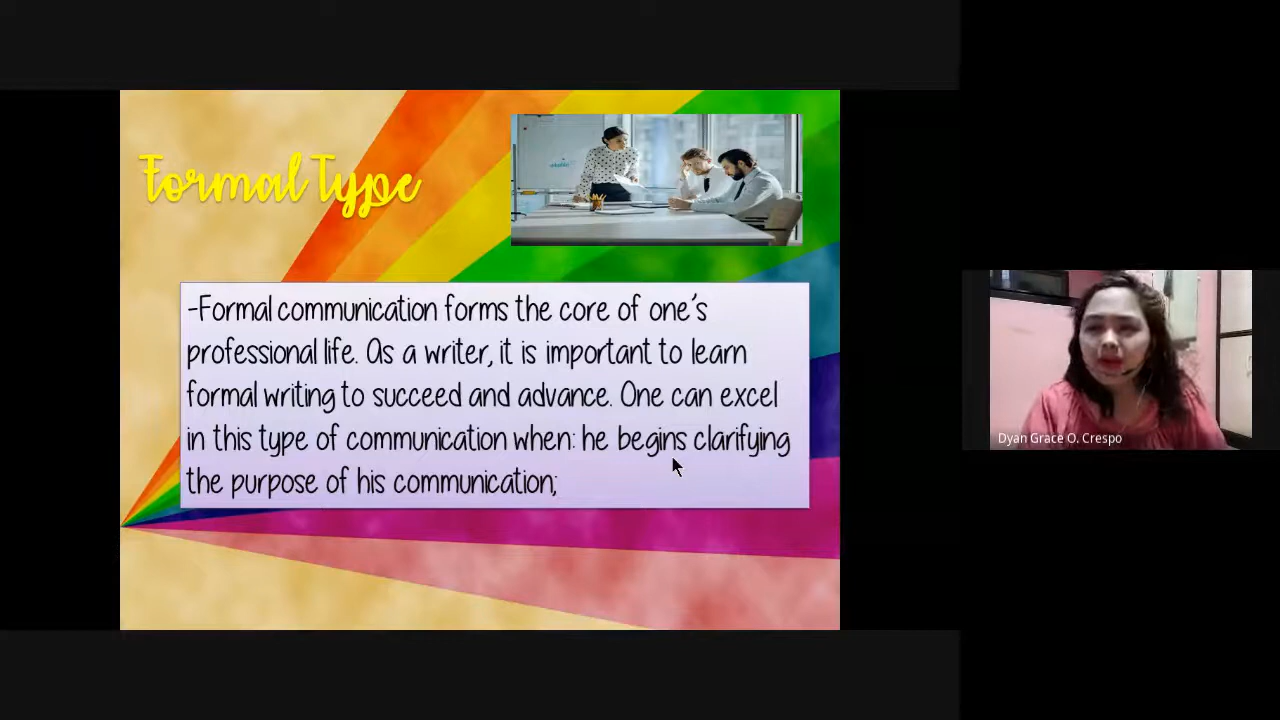 Formal Type
-Formal communication forms the core of one's
professional life. As a writer, it is important to learn
formal writing to succeed and advance. One can excel
in this type of communication when: he begins clarifying
the purpose of his communication;
Dyan Grace O. Crespo